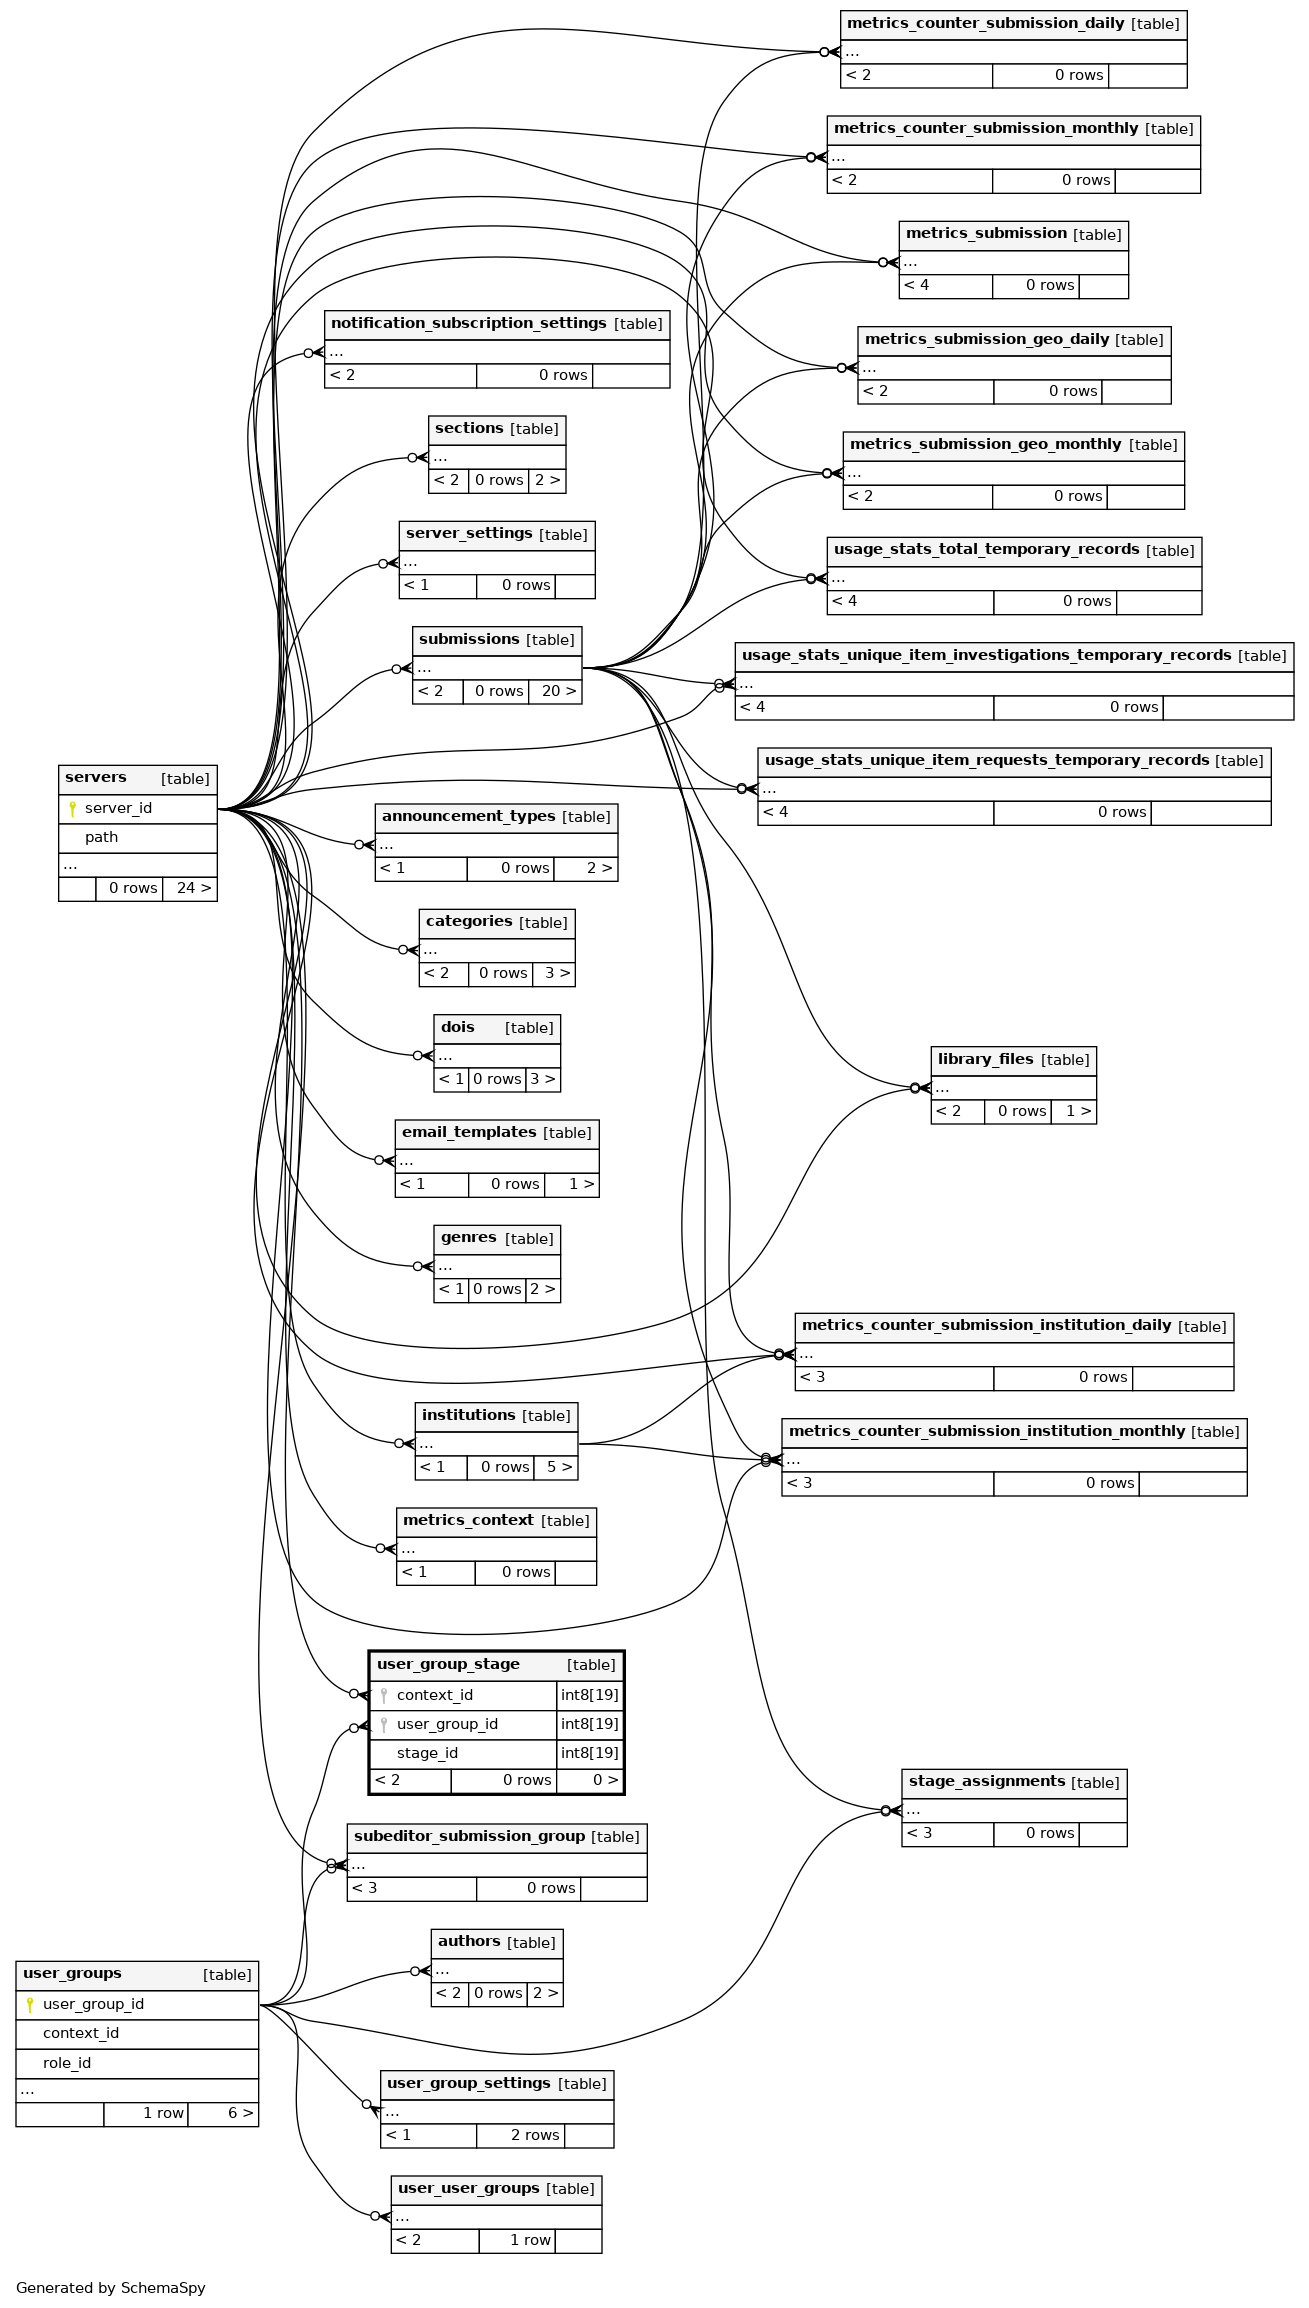 metrics_counter_submission_daily [table]
...
< 2 0 rows
metrics_counter_submission_monthly [table]
...
< 2 0 rows
metrics_submission [table]
...
< 4 0 rows
notification_subscription_settings [table]
...
< 2 0 rows
metrics_submission_geo_daily [table]
...
< 2 0 rows
sections [table]
...
< 2 0 rows 2 >
metrics_submission_geo_monthly [table]
...
< 2 0 rows
server_settings [table]
...
< 1 0 rows
usage_stats_total_temporary_records [table]
...
< 4 0 rows
submissions [table]
...
< 2 0 rows 20 >
usage_stats_unique_item_investigations_temporary_records [table]
...
< 4 0 rows
usage_stats_unique_item_requests_temporary_records [table]
...
< 4 0 rows
servers [table]
server_id
path
...
0 rows 24 >
announcement_types [table]
...
< 1 0 rows 2 >
categories [table]
...
< 2 0 rows 3 >
dois [table]
...
< 1 0 rows 3 >
library_files [table]
...
< 2 0 rows 1 >
email_templates [table]
...
< 1 0 rows 1 >
genres [table]
...
< 1 0 rows 2 >
metrics_counter_submission_institution_daily [table]
...
< 3 0 rows
institutions [table]
...
< 1 0 rows 5 >
metrics_counter_submission_institution_monthly [table]
...
< 3 0 rows
metrics_context [table]
...
< 1 0 rows
user_group_stage [table]
context_id int8[19]
user_group_id int8[19]
stage_id int8[19]
< 2 0 rows 0 >
stage_assignments [table]
...
< 3 0 rows
subeditor_submission_group [table]
...
< 3 0 rows
authors [table]
...
< 2 0 rows 2 >
user_groups [table]
user_group_id
context_id
role_id
...
1 row 6 >
user_group_settings [table]
...
< 1 2 rows
user_user_groups [table]
...
< 2 1 row
Generated by SchemaSpy